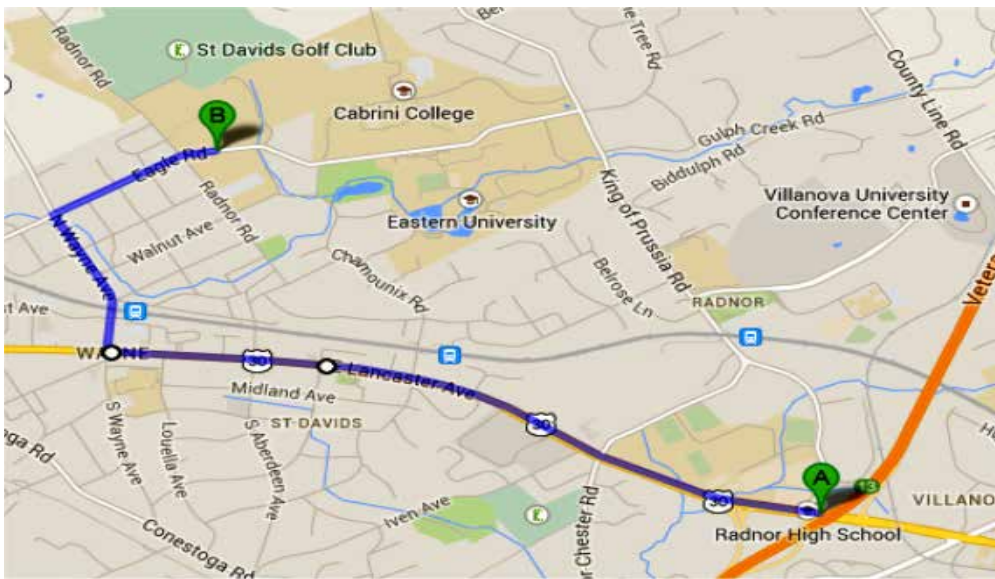 Radnor Rd
St Davids Golf Club
Tree Rd
County Line Rd
Cabrini College
B
Gulph Creek Rd
Eagle Rd
Biddulph Rd
Radnor Rd
King of Prussia Rd
Villanova University
Conference Center
Eastern University
N Wayne Ave
Walnut Ave
Chamounix Rd
Belrose Ln
RADNOR
Ave
WAYNE
30
Lancaster Ave
Midland Ave
ST DAVIDS
30
S Wayne Ave
Louella Ave
S Aberdeen Ave
A
13
30
VILLANO
Iven Ave
Chester Rd
Radnor High School
Conestoga Rd